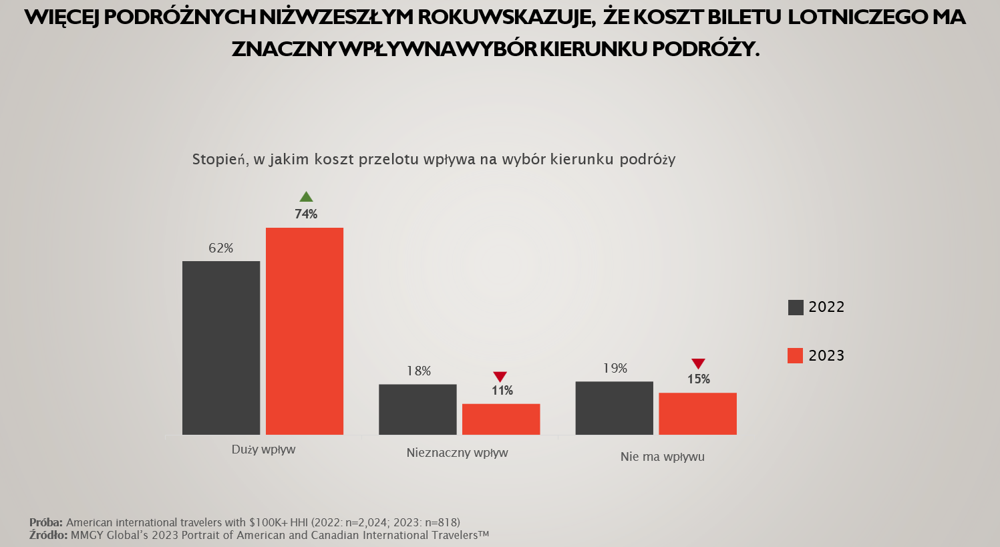 WIĘCEJ PODRÓŻNYCH NIŻWZESZŁYM ROKUWSKAZUJE, ŻE KOSZT BILETU LOTNICZEGO MA
ZNACZNYWPŁYWNAWYBÓR KIERUNKU PODRÓŻY.
Stopień, w jakim koszt przelotu wpływa na wybór kierunku podróży
74%
62%
18%
11%
19%
15%
2022
2023
Duży wpływ
Nieznaczny wpływ
Nie ma wpływu
Próba: American international travelers with $100K+ HHI (2022: n=2,024; 2023: n=818)
Źródło: MMGY Global’s 2023 Portrait of American and Canadian International Travelers™